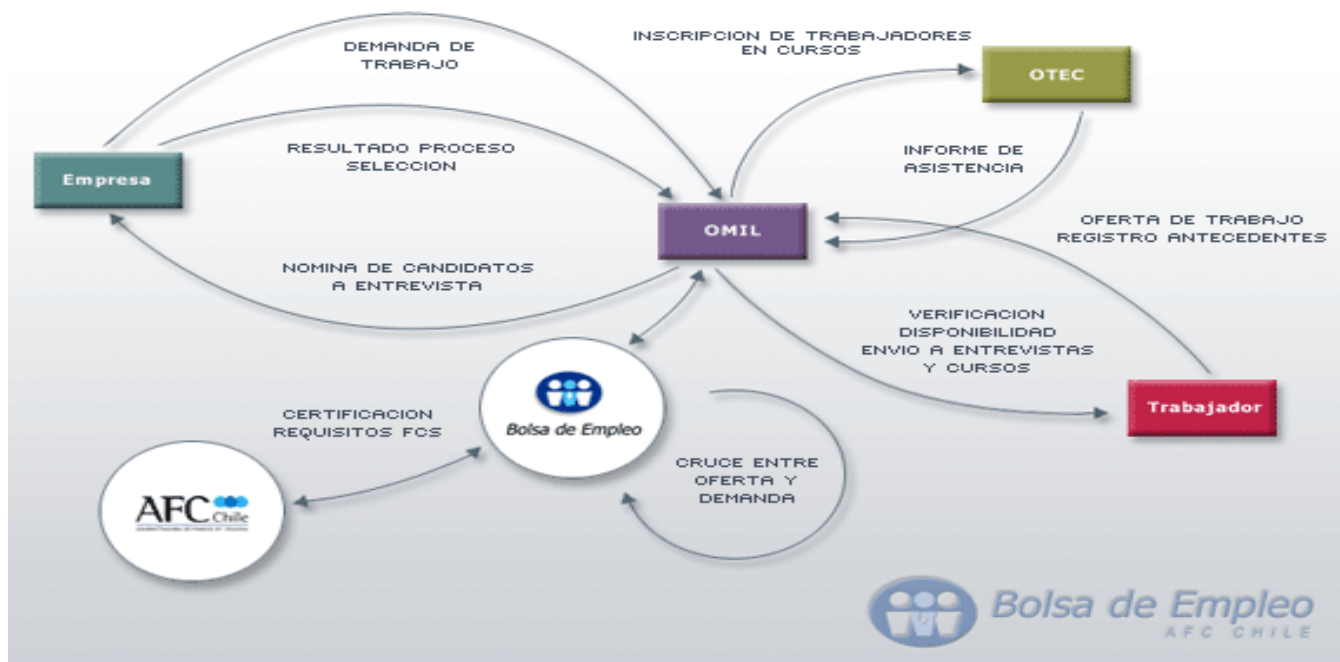 DEMANDA DE
TRABAJO
INSCRIPCION DE TRABAJADORES
EN CURSOS
OTEC
RESULTADO PROCESO
SELECCION
INFORME DE
ASISTENCIA
Empresa
OMIL
OFERTA DE TRABAJO
REGISTRO ANTECEDENTES
NOMINA DE CANDIDATOS
A ENTREVISTA
VERIFICACION
DISPONIBILIDAD
ENVIO A ENTREVISTAS
Y CURSOS
Trabajador
Bolsa de Empleo
CERTIFICACION
REQUISITOS FCS
CRUCE ENTRE
OFERTA Y
DEMANDA
AFC Chile
Bolsa de Empleo
AFC CHILE